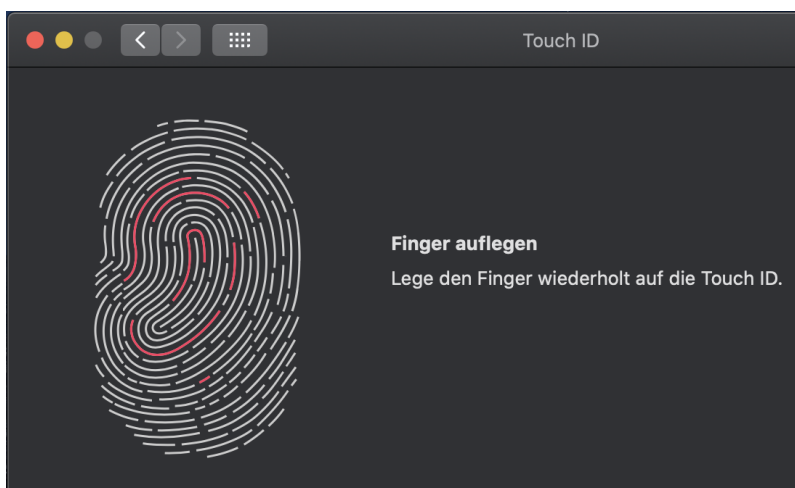 Touch ID
Finger auflegen
Lege den Finger wiederholt auf die Touch ID.